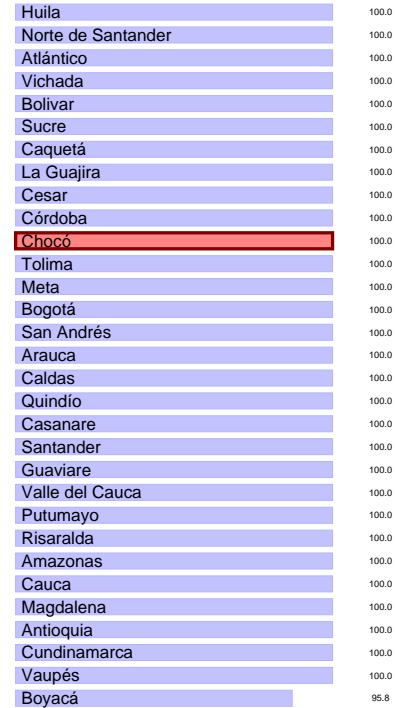 Huila 100.0
Norte de Santander 100.0
Atlántico 100.0
Vichada 100.0
Bolivar 100.0
Sucre 100.0
Caquetá 100.0
La Guajira 100.0
Cesar 100.0
Córdoba 100.0
Chocó 100.0
Tolima 100.0
Meta 100.0
Bogotá 100.0
San Andrés 100.0
Arauca 100.0
Caldas 100.0
Quindío 100.0
Casanare 100.0
Santander 100.0
Guaviare 100.0
Valle del Cauca 100.0
Putumayo 100.0
Risaralda 100.0
Amazonas 100.0
Cauca 100.0
Magdalena 100.0
Antioquia 100.0
Cundinamarca 100.0
Vaupés 100.0
Boyacá 95.8